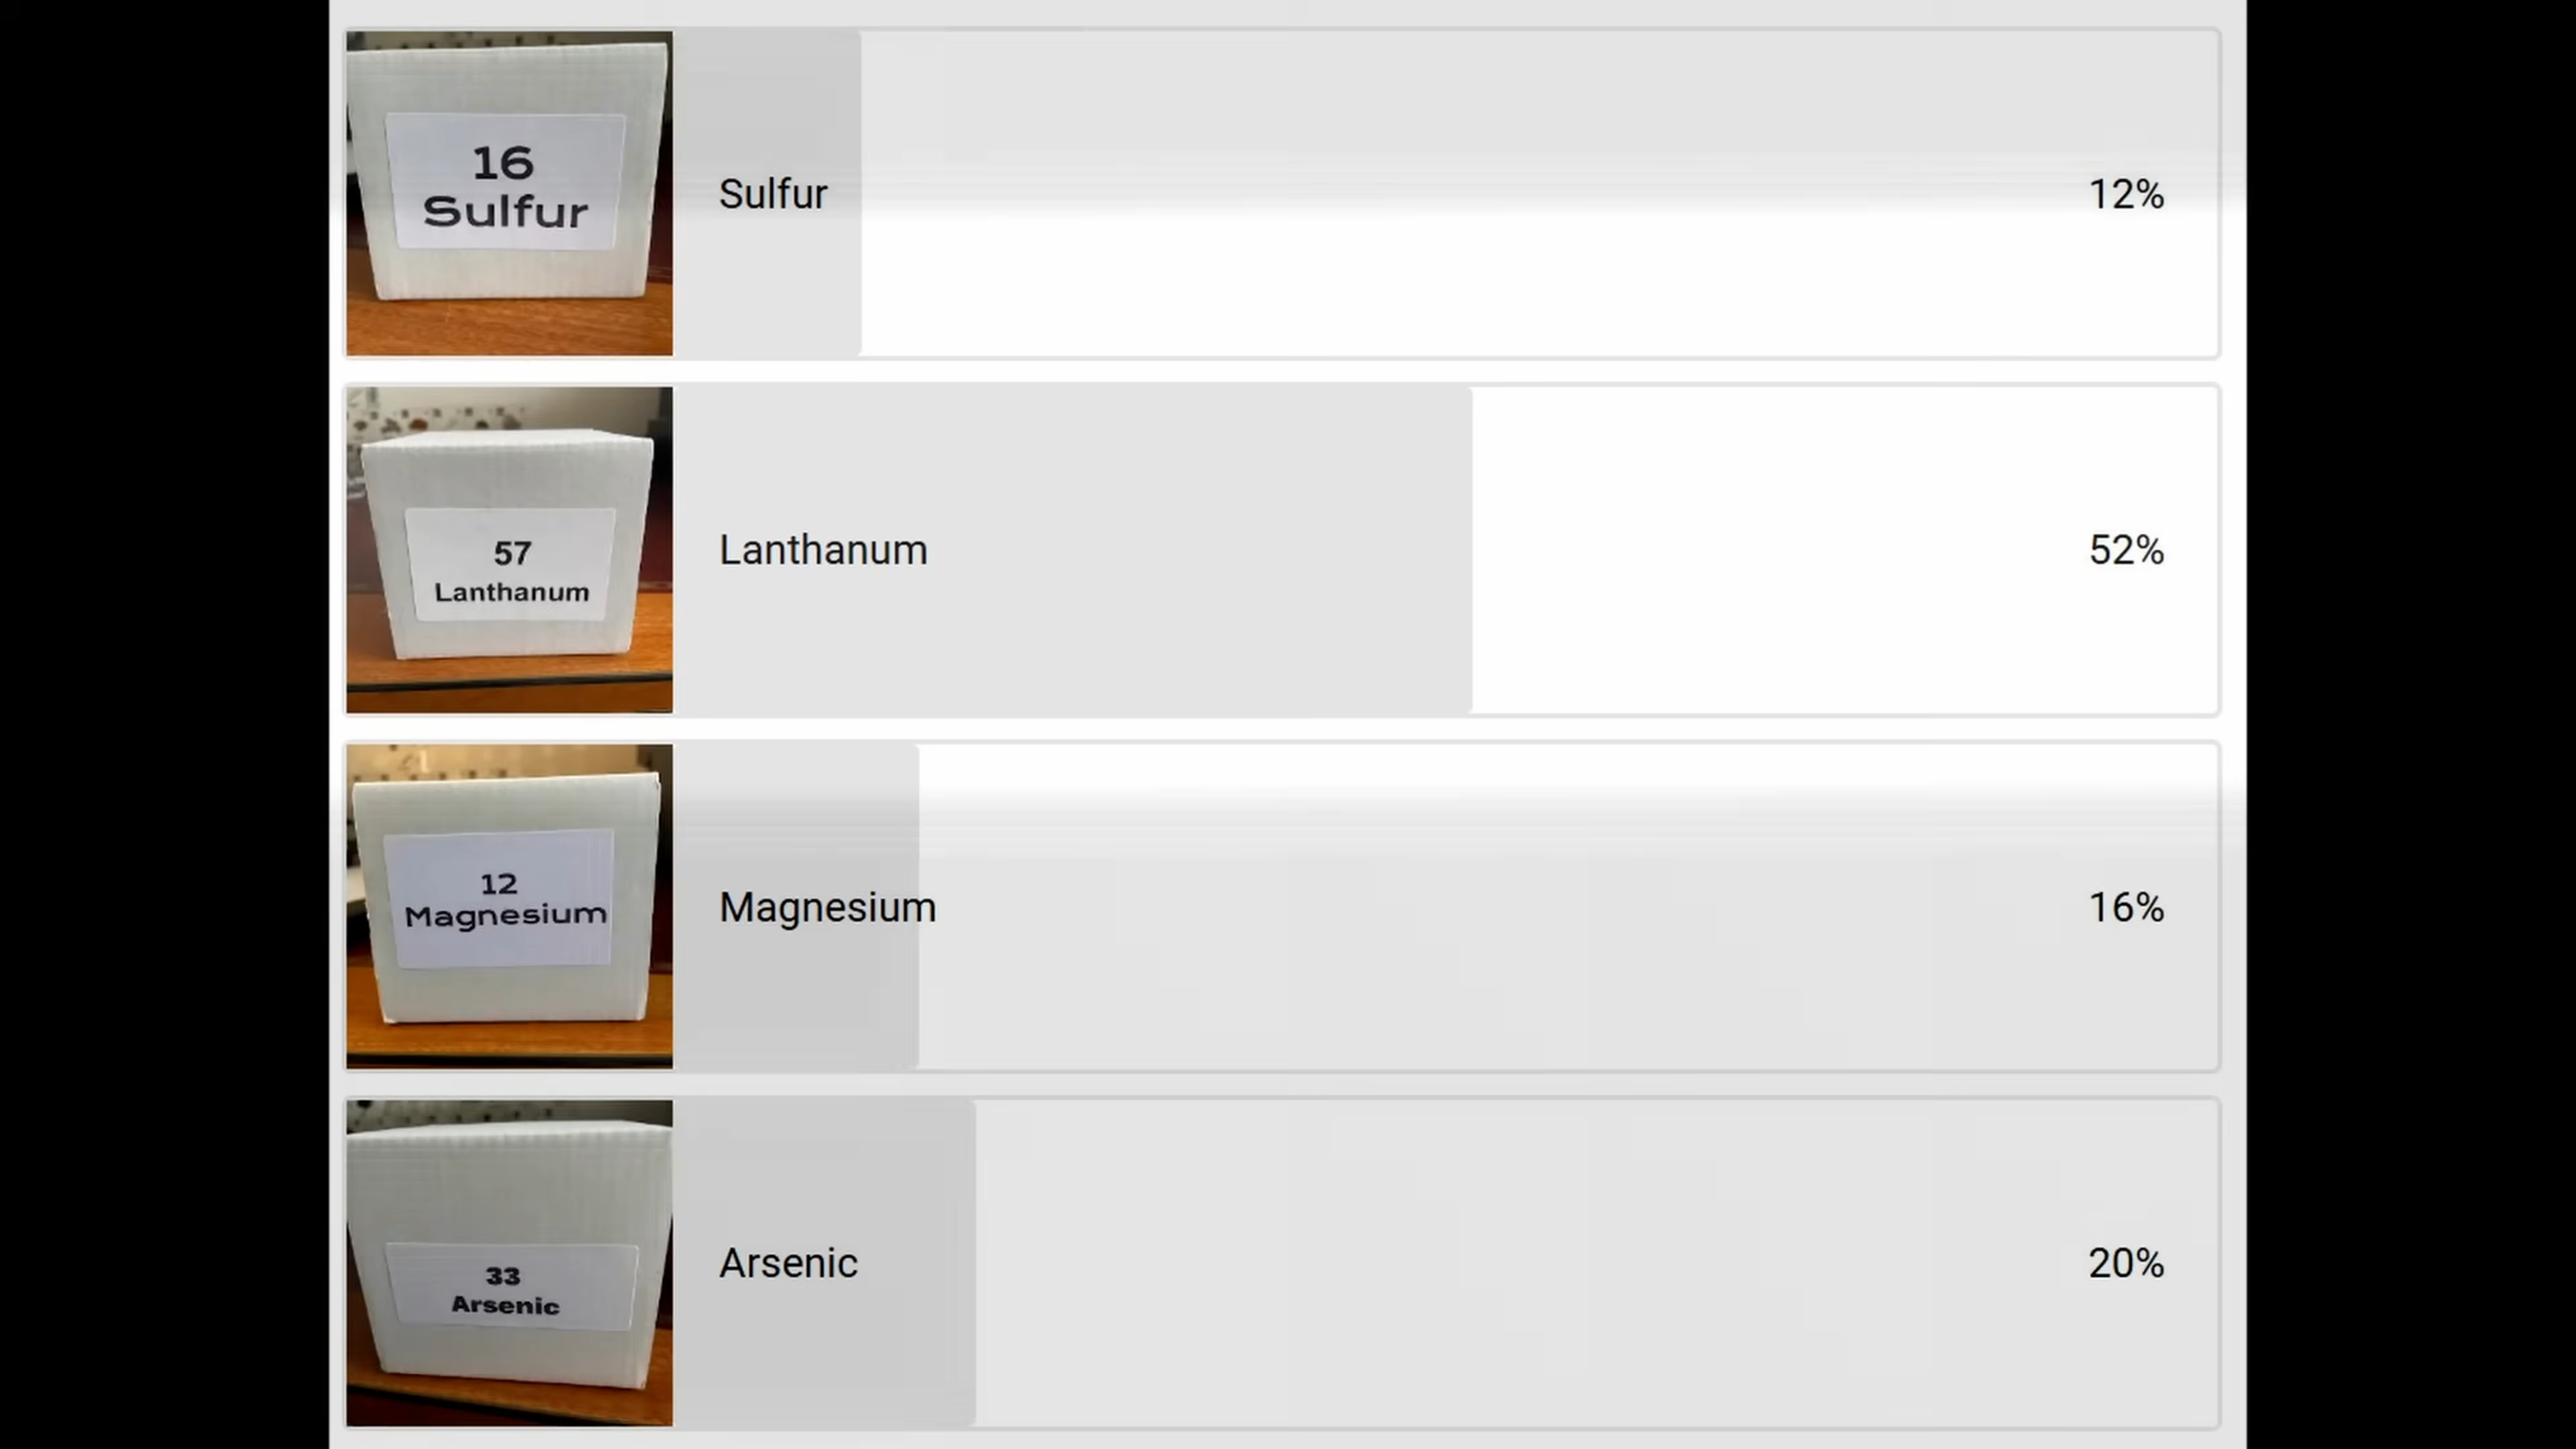 16
Sulfur
Sulfur
12%
57
Lanthanum
Lanthanum
52%
12
Magnesium
Magnesium
16%
33
Arsenic
Arsenic
20%